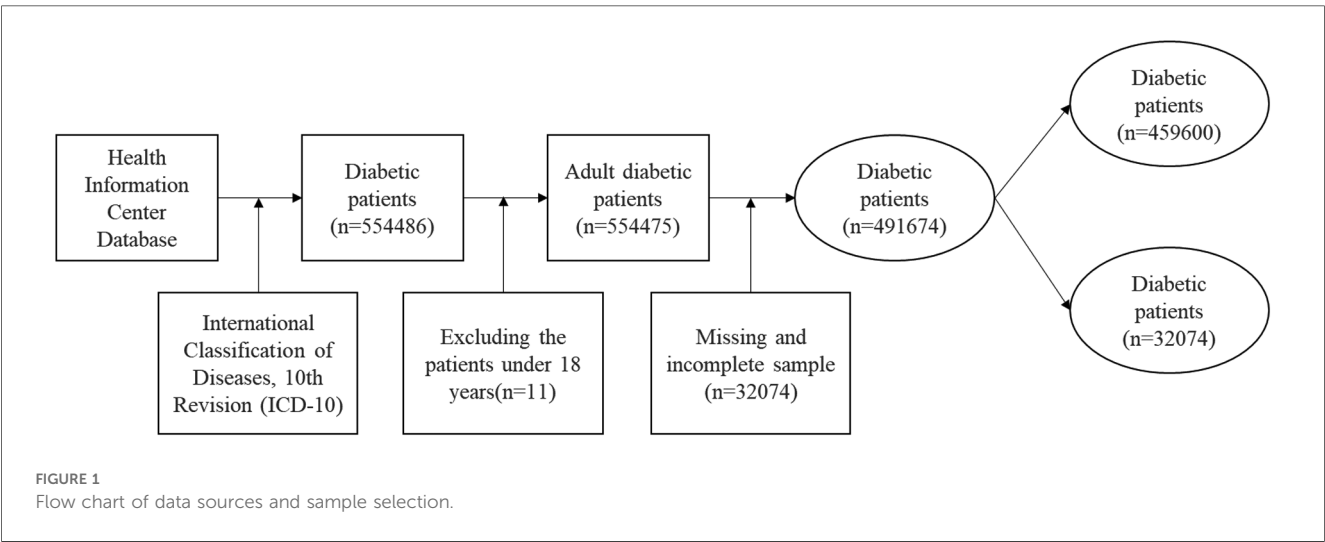 Health
Information
Center
Database
Diabetic
patients
(n=554486)
Adult diabetic
patients
(n=554475)
Diabetic
patients
(n=491674)
Diabetic
patients
(n=459600)
Diabetic
patients
(n=32074)
International
Classification of
Diseases, 10th
Revision (ICD-10)
Excluding the
patients under 18
years(n=11)
Missing and
incomplete sample
(n=32074)
FIGURE 1
Flow chart of data sources and sample selection.